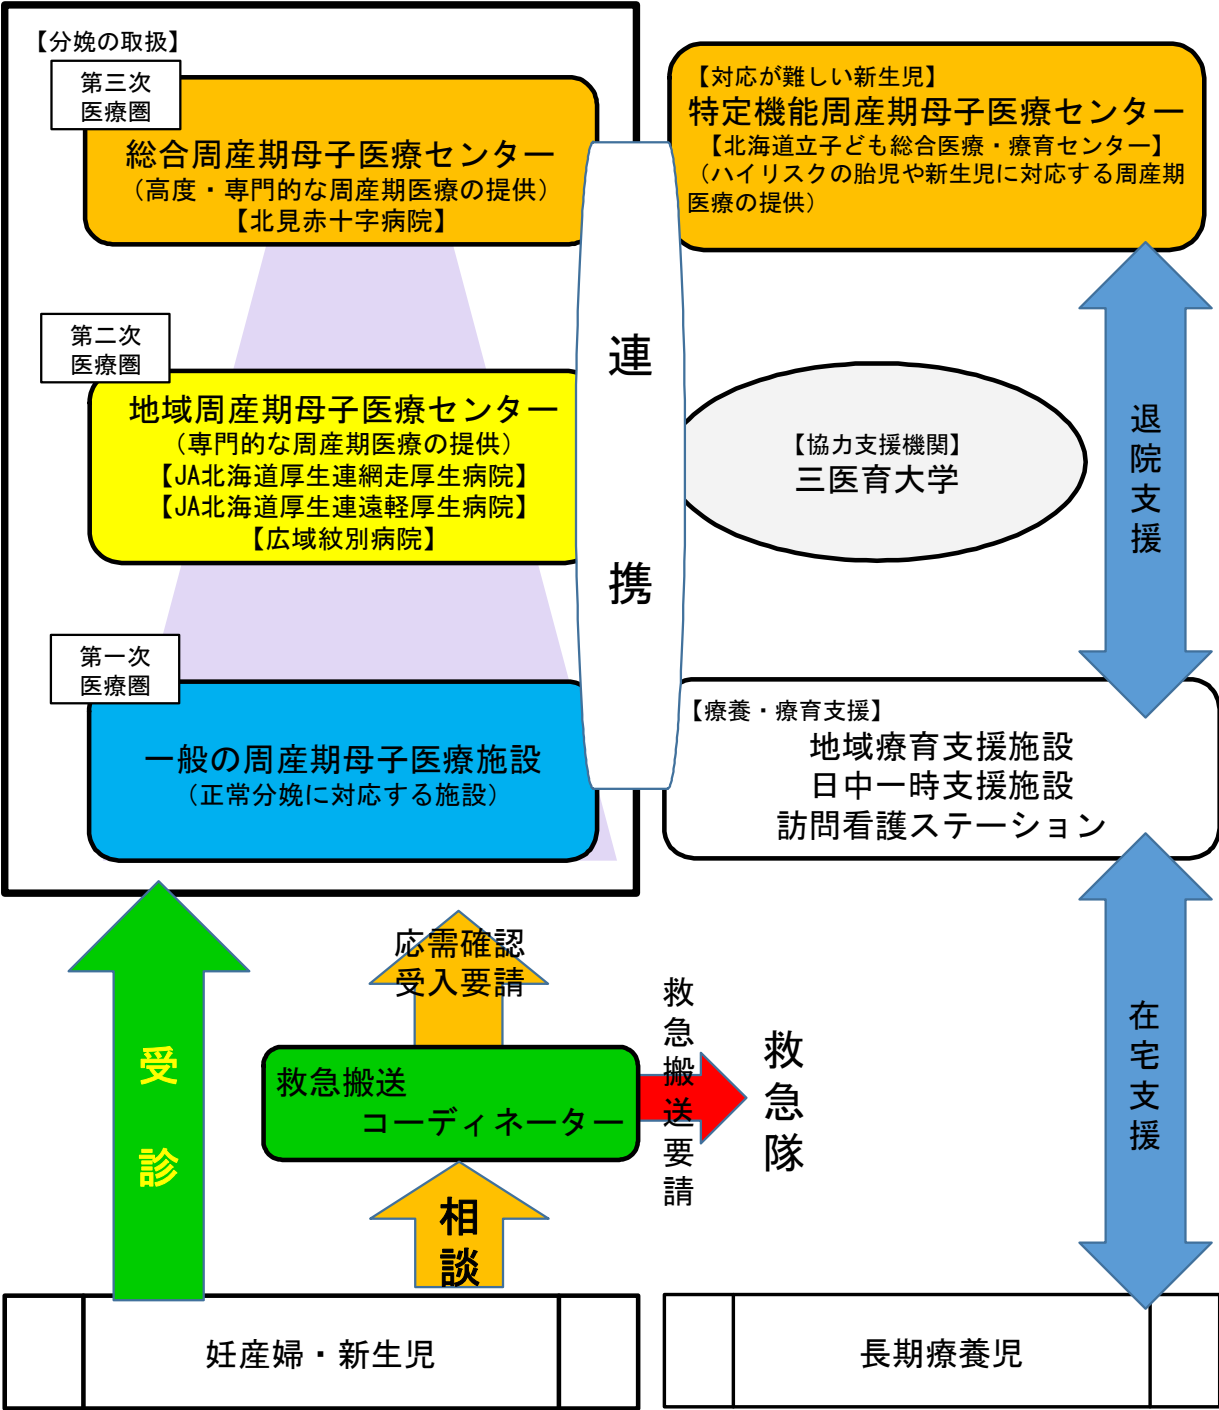 【分娩の取扱】
第三次
医療圏
総合周産期母子医療センター
（高度・専門的な周産期医療の提供）
【北見赤十字病院】
第二次
医療圏
地域周産期母子医療センター
（専門的な周産期医療の提供）
【JA北海道厚生連網走厚生病院】
【JA北海道厚生連遠軽厚生病院】
【広域紋別病院】
第一次
医療圏
一般の周産期母子医療施設
（正常分娩に対応する施設）
連携
【対応が難しい新生児】
特定機能周産期母子医療センター
【北海道立子ども総合医療・療育センター】
（ハイリスクの胎児や新生児に対応する周産期
医療の提供）
【協力支援機関】
三医育大学
退院支援
【療養・療育支援】
地域療育支援施設
日中一時支援施設
訪問看護ステーション
受診
応需確認
受入要請
救急搬送
コーディネーター
救急搬送要請
救急隊
相談
在宅支援
妊産婦・新生児
長期療養児